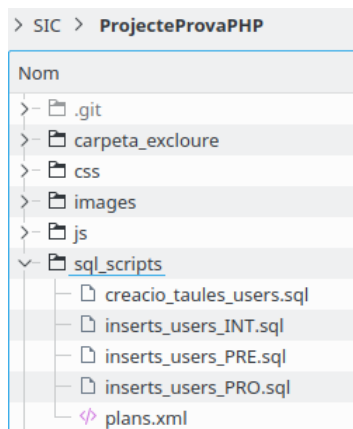 > SIC > ProjecteProvaPHP
Nom
.git
carpeta_excloure
css
images
js
sql_scripts
creacio_taules_users.sql
inserts_users_INT.sql
inserts_users_PRE.sql
inserts_users_PRO.sql
plans.xml